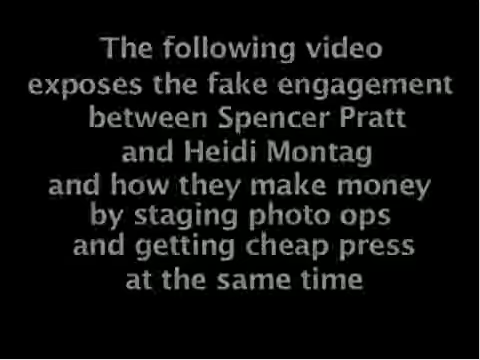 The following video
exposes the fake engagement
between Spencer Pratt
and Heidi Montag
and how they make money
by staging photo ops
and getting cheap press
at the same time